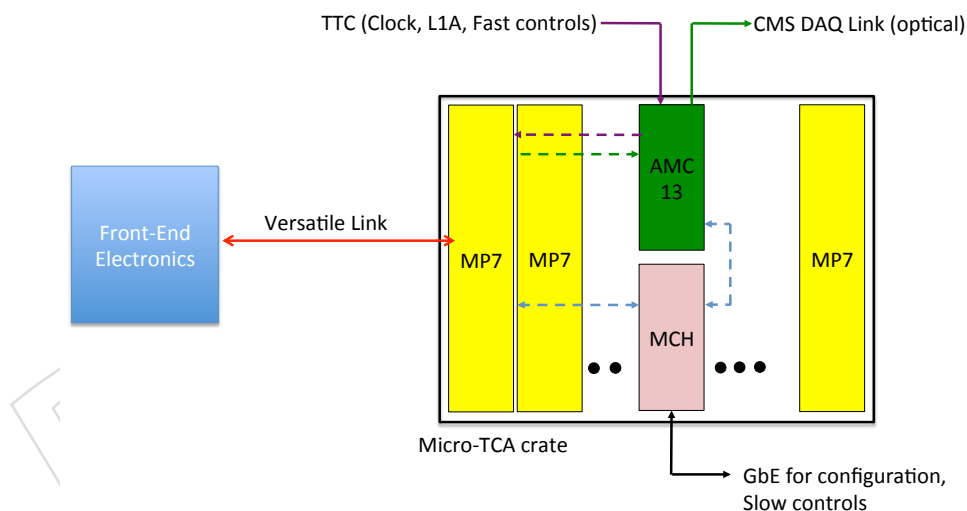 TTC (Clock, L1A, Fast controls)
CMS DAQ Link (optical)
AMC
13
Versatile Link
Front-End
Electronics
MP7
MP7
MP7
MCH
Micro-TCA crate
GbE for configuration,
Slow controls